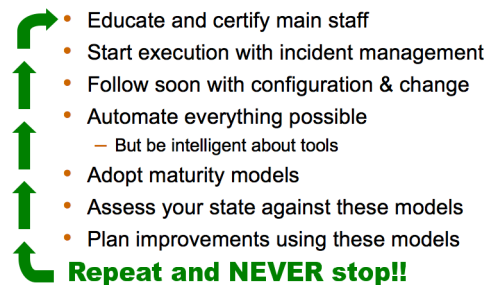 • Educate and certify main staff
• Start execution with incident management
• Follow soon with configuration & change
• Automate everything possible
– But be intelligent about tools
• Adopt maturity models
• Assess your state against these models
• Plan improvements using these models
Repeat and NEVER stop!!